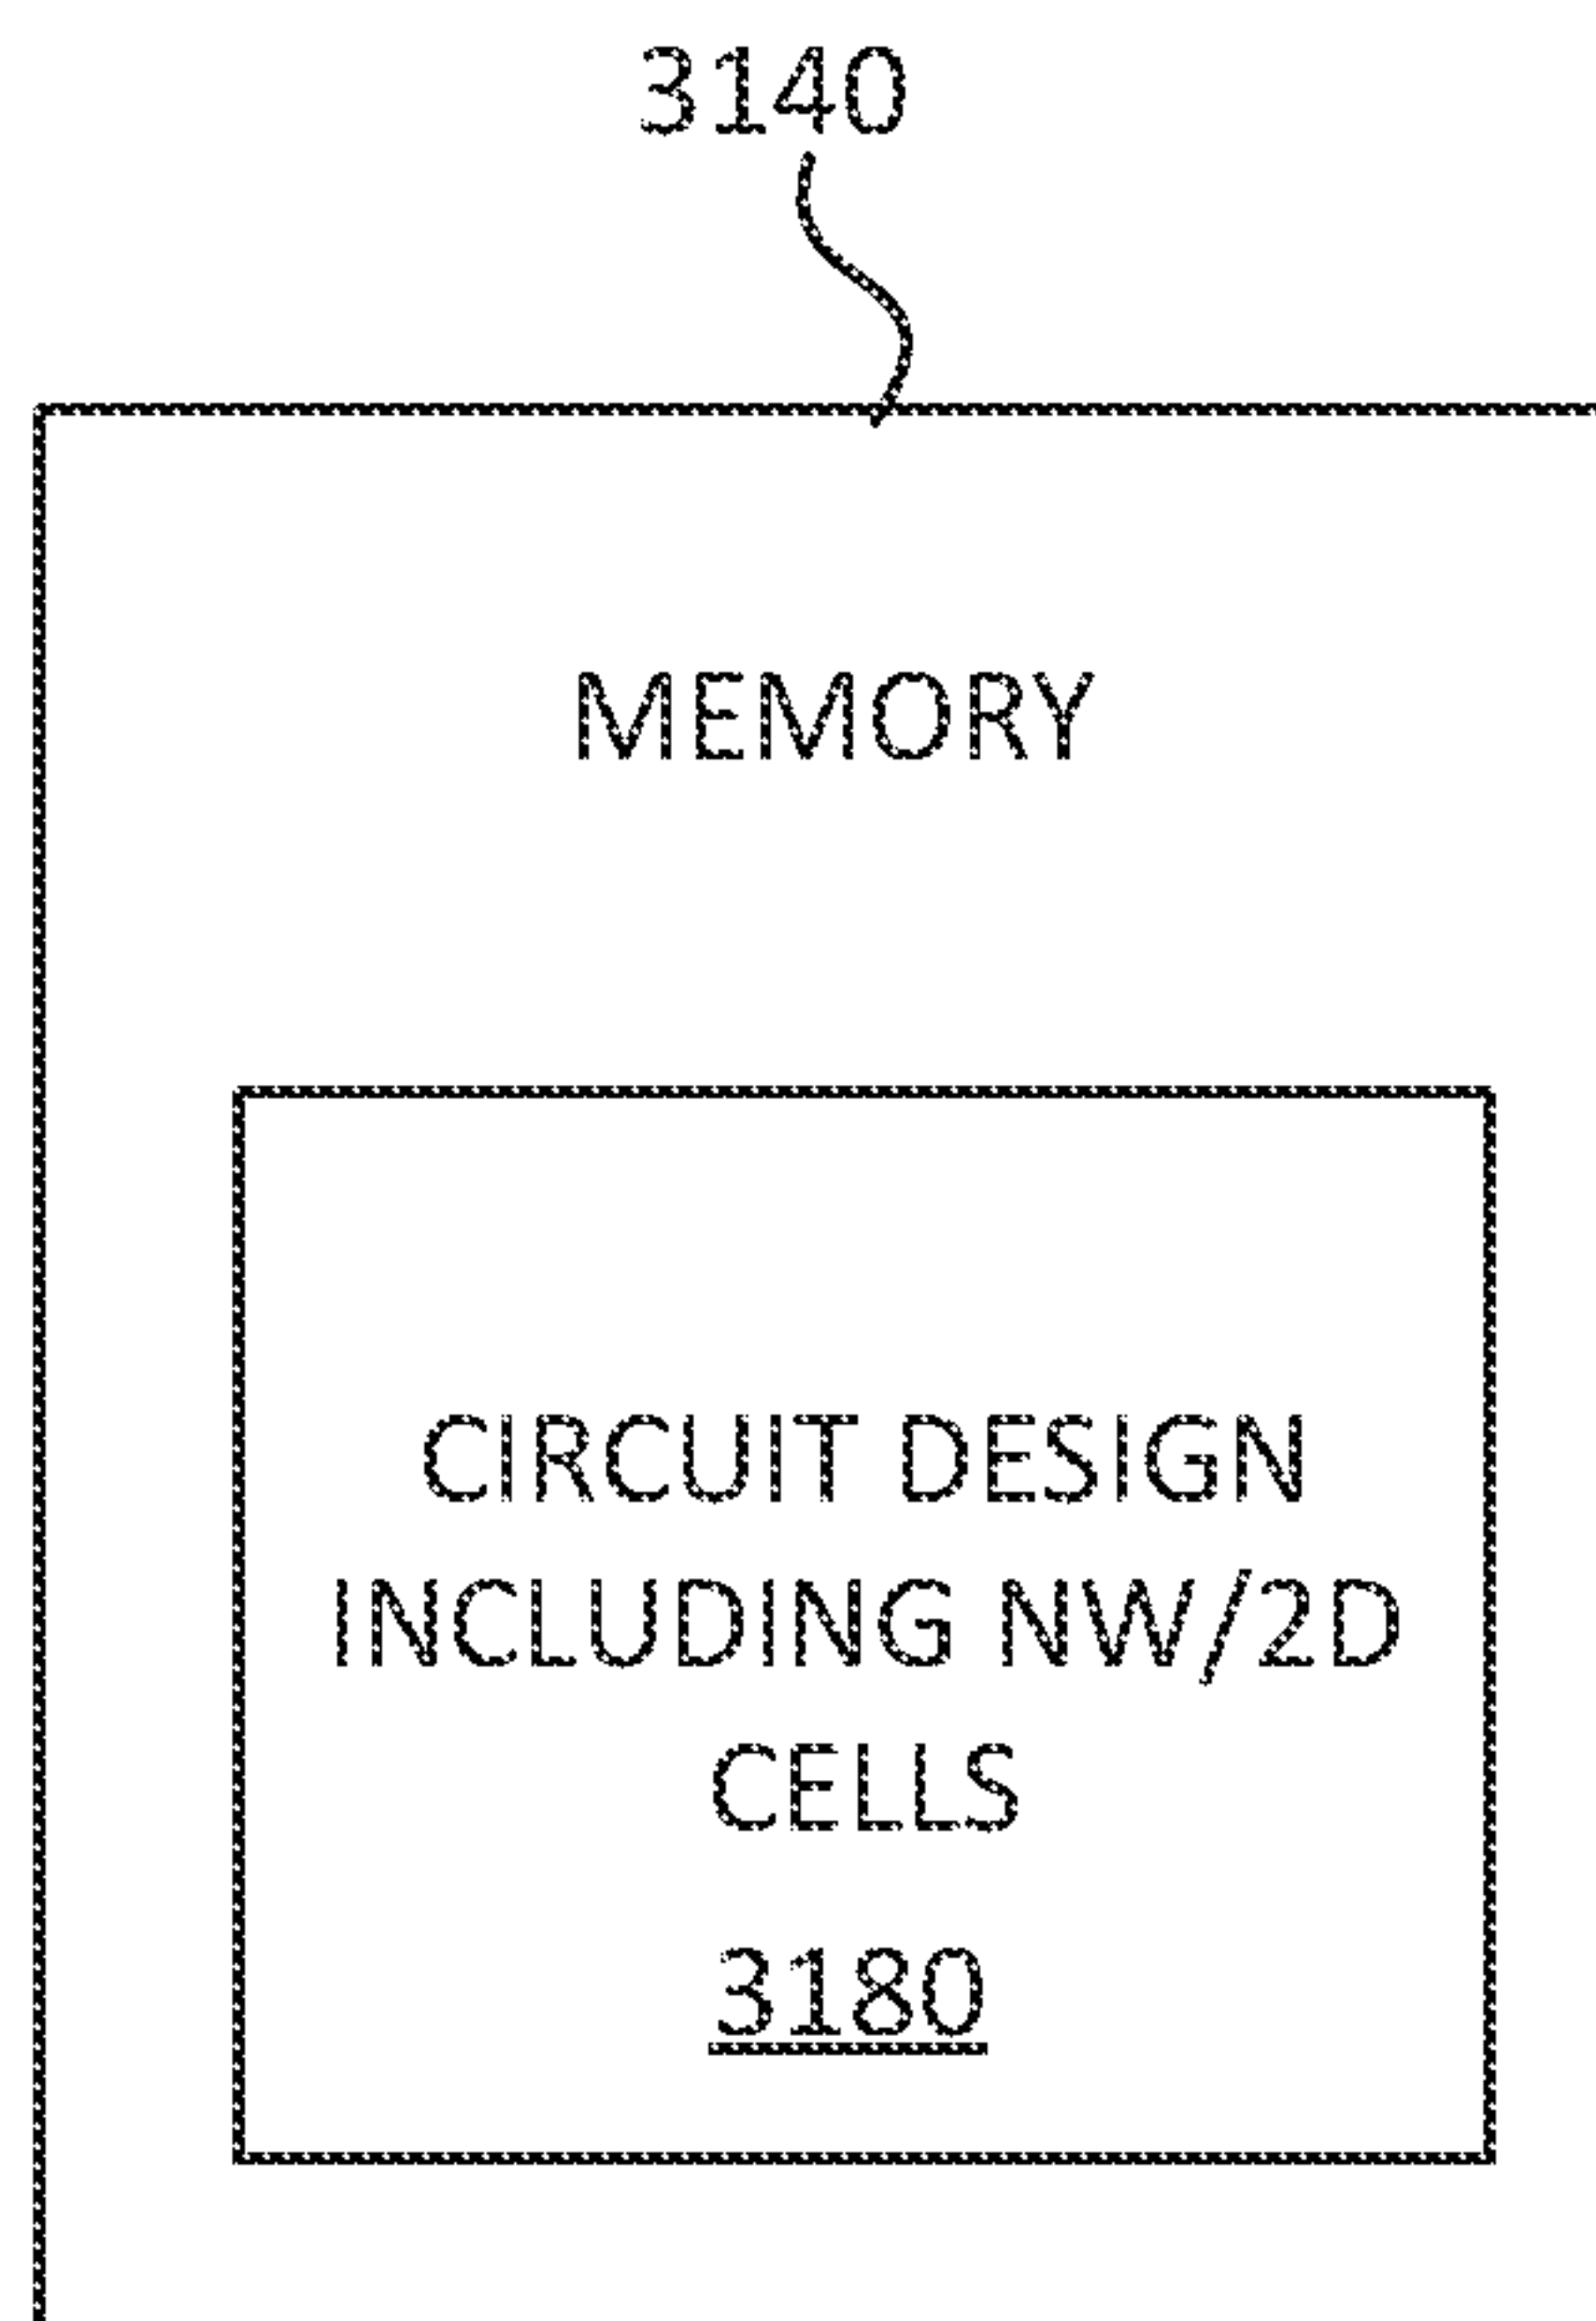 3140
MEMORY
CIRCUIT DESIGN
INCLUDING NW/2D
CELLS
3180